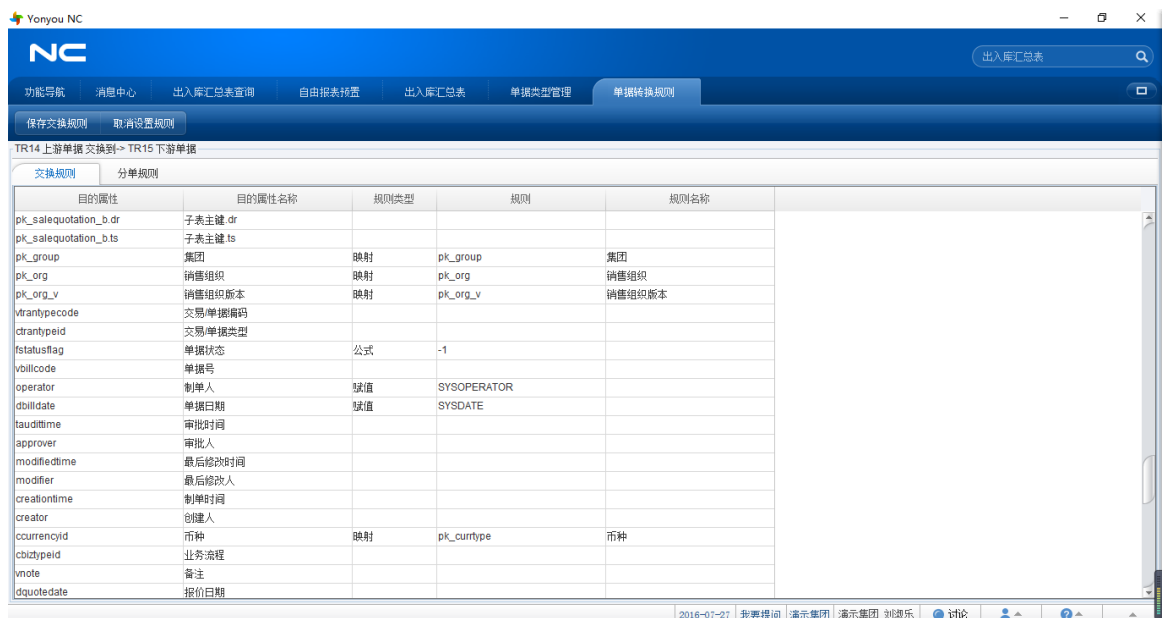 Yonyou NC
NC
出入库汇总表
功能导航 消息中心 出入库汇总表查询 自由报表预置 出入库汇总表 单据类型管理 单据转换规则
保存交换规则 取消设置规则
TR14 上游单据 交换到-> TR15 下游单据
交换规则 分单规则
目的属性 目的属性名称 规则类型 规则 规则名称
pk_salequotation_b.dr 子表主键.dr
pk_salequotation_b.ts 子表主键.ts
pk_group 集团 映射 pk_group 集团
pk_org 销售组织 映射 pk_org 销售组织
pk_org_v 销售组织版本 映射 pk_org_v 销售组织版本
vtrantypecode 交易/单据编码
ctrantypeid 交易/单据类型
fstatusflag 单据状态 公式 -1
vbillcode 单据号
operator 制单人 赋值 SYSOPERATOR
dbilldate 单据日期 赋值 SYSDATE
taudittime 审批时间
approver 审批人
modifiedtime 最后修改时间
modifier 最后修改人
creationtime 制单时间
creator 创建人
ccurrencyid 币种 映射 pk_currtype 币种
cbiztypeid 业务流程
vnote 备注
dquotedate 报价日期
2016-07-27 我要提问 演示集团 演示集团 刘淑乐 讨论